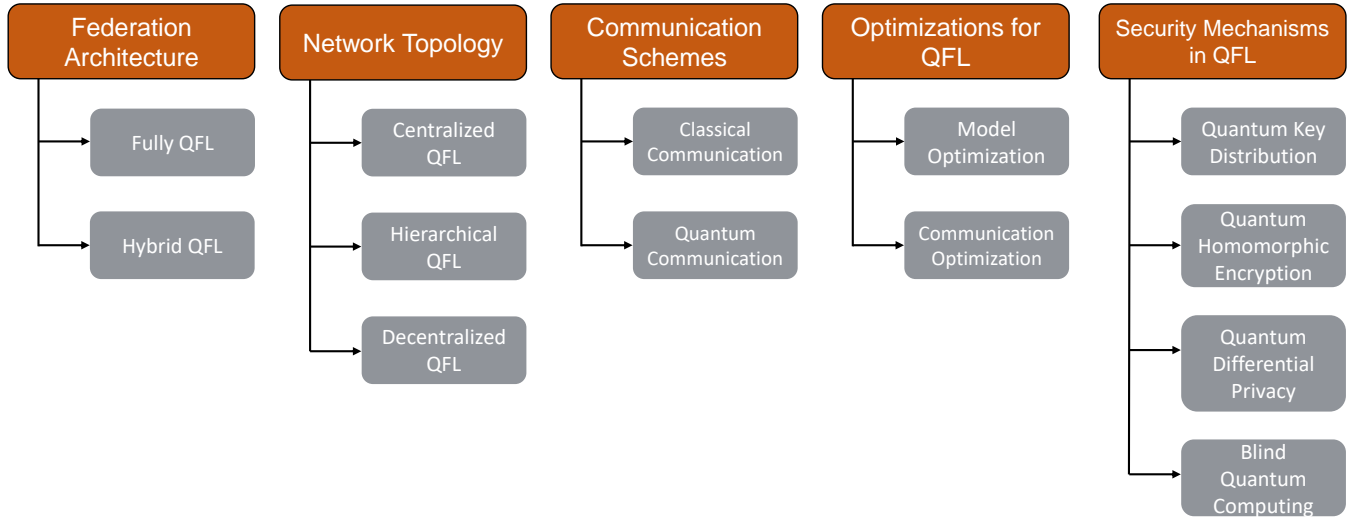 Federation
Architecture
Fully QFL
Hybrid QFL
Network Topology
Centralized
QFL
Hierarchical
QFL
Decentralized
QFL
Communication
Schemes
Classical
Communication
Quantum
Communication
Optimizations for
QFL
Model
Optimization
Communication
Optimization
Security Mechanisms
in QFL
Quantum Key
Distribution
Quantum
Homomorphic
Encryption
Quantum
Differential
Privacy
Blind
Quantum
Computing